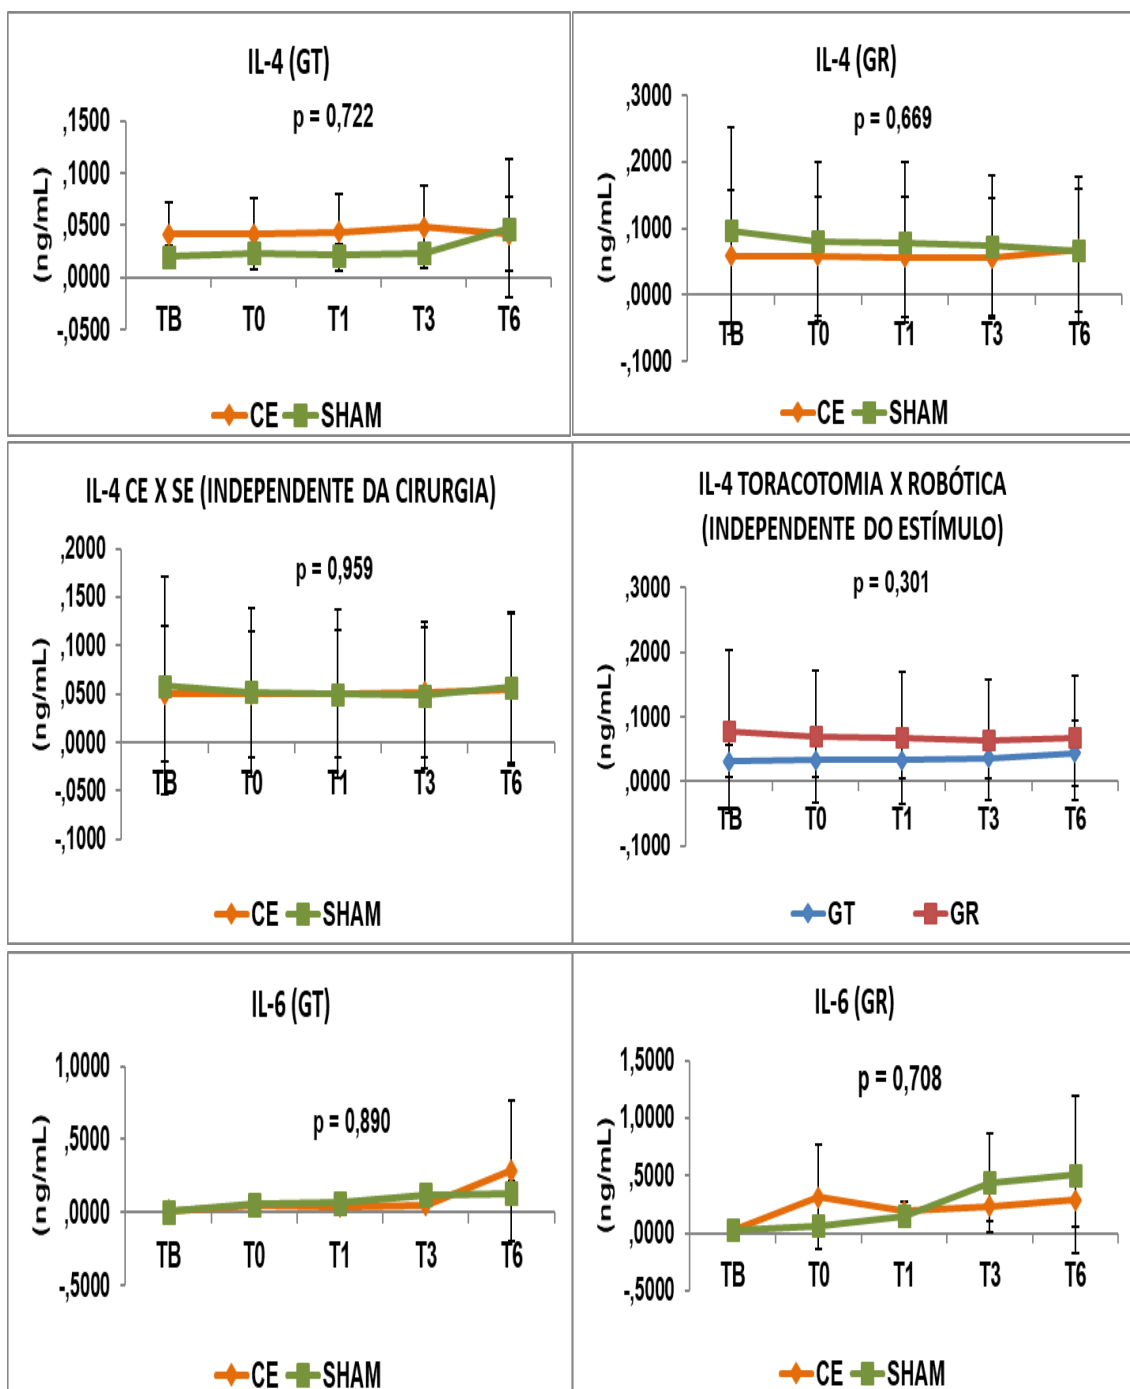 IL-4 (GT)
p = 0,722
(ng/mL)
,1500
,1000
,0500
,0000
-,0500
TB T0 T1 T3 T6
CE SHAM
IL-4 (GR)
p = 0,669
(ng/mL)
,3000
,2000
,1000
,0000
-,1000
TB T0 T1 T3 T6
CE SHAM
IL-4 CE X SE (INDEPENDENTE DA CIRURGIA)
p = 0,959
(ng/mL)
,2000
,1500
,1000
,0500
,0000
-,0500
-,1000
TB T0 T1 T3 T6
CE SHAM
IL-4 TORACOTOMIA X ROBÓTICA
(INDEPENDENTE DO ESTÍMULO)
p = 0,301
(ng/mL)
,3000
,2000
,1000
,0000
-,1000
TB T0 T1 T3 T6
GT GR
IL-6 (GT)
p = 0,890
(ng/mL)
1,0000
,5000
,0000
-,5000
TB T0 T1 T3 T6
CE SHAM
IL-6 (GR)
p = 0,708
(ng/mL)
1,5000
1,0000
,5000
,0000
-,5000
TB T0 T1 T3 T6
CE SHAM